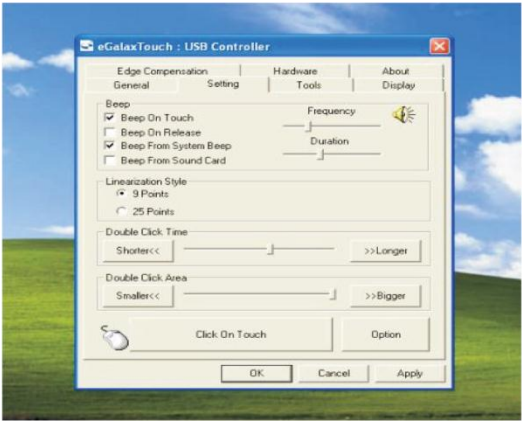 eGalaxTouch : USB Controller
Edge Compensation Hardware About
General Setting Tools Display
Beep
Beep On Touch
Beep On Release
Beep From System Beep
Beep From Sound Card
Frequency
Duration
Linearization Style
9 Points
25 Points
Double Click Time
Shorter<< >>Longer
Double Click Area
Smaller<< >>Bigger
Click On Touch Option
OK Cancel Apply